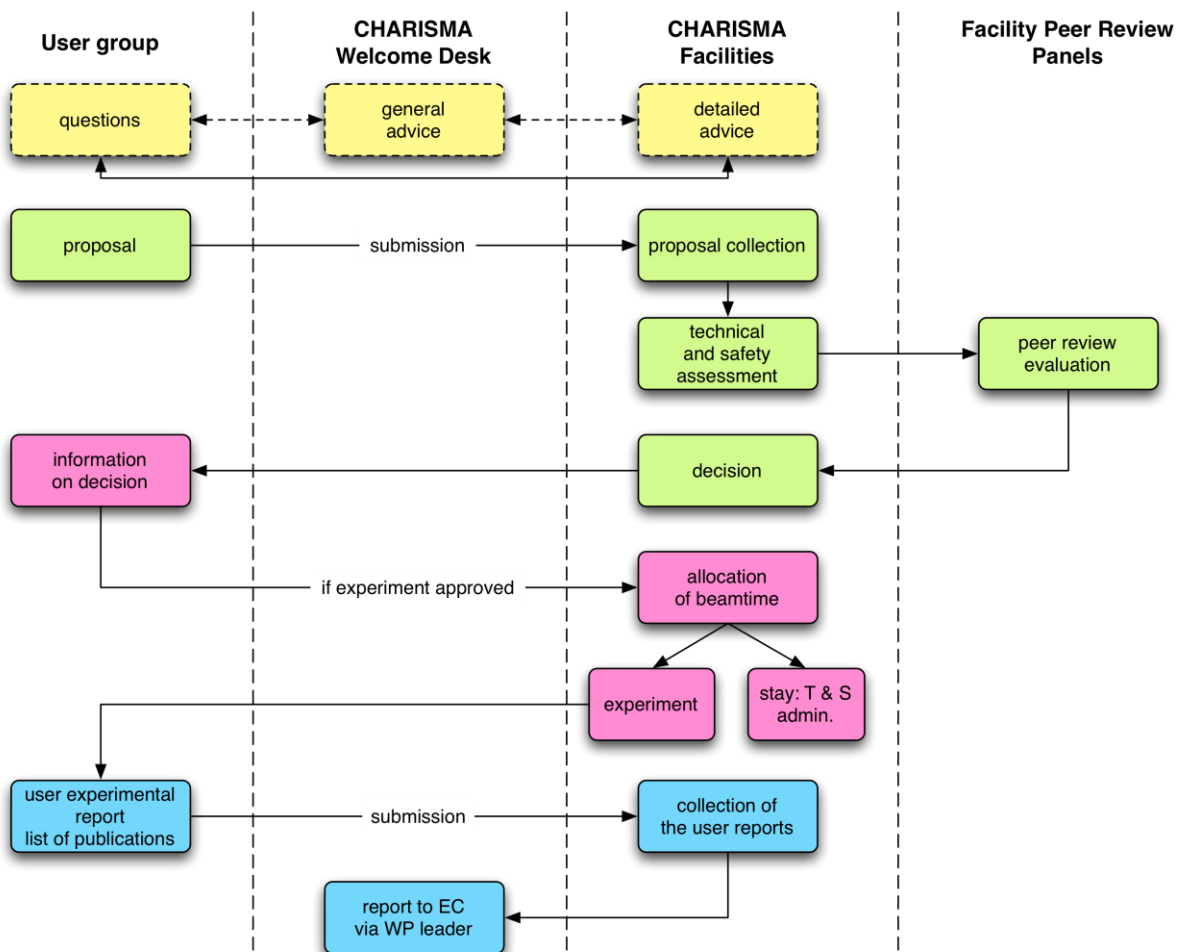 User group
CHARISMA
Welcome Desk
CHARISMA
Facilities
Facility Peer Review
Panels
questions
general
advice
detailed
advice
proposal
submission
proposal collection
technical
and safety
assessment
peer review
evaluation
information
on decision
decision
if experiment approved
allocation
of beamtime
experiment
stay: T & S
admin.
user experimental
report
list of publications
submission
collection of
the user reports
report to EC
via WP leader